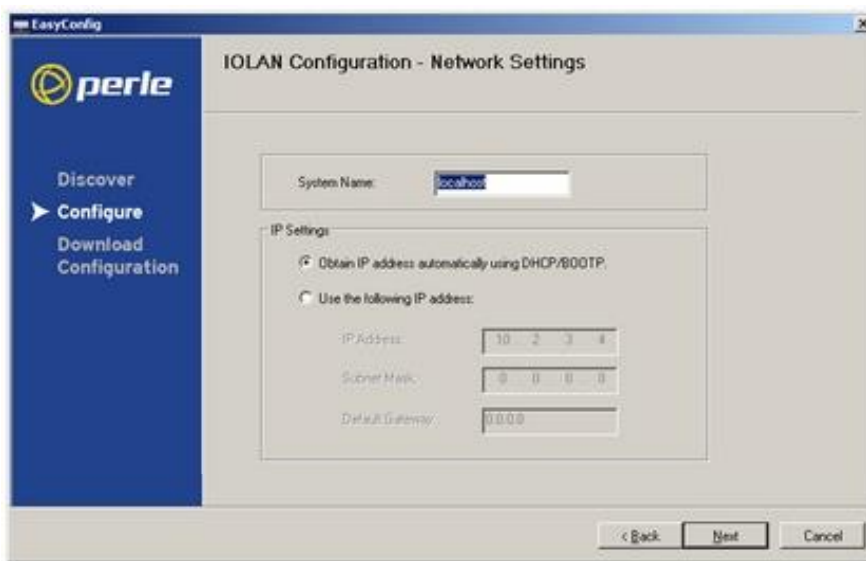 EasyConfig
perle
IOLAN Configuration - Network Settings
Discover
Configure
Download
Configuration
System Name:
localhost
IP Settings
Obtain IP address automatically using DHCP/BOOTP.
Use the following IP address:
IP Address:
10 2 3 4
Subnet Mask:
0 0 0 0
Default Gateway:
0.0.0.0
< Back
Next
Cancel